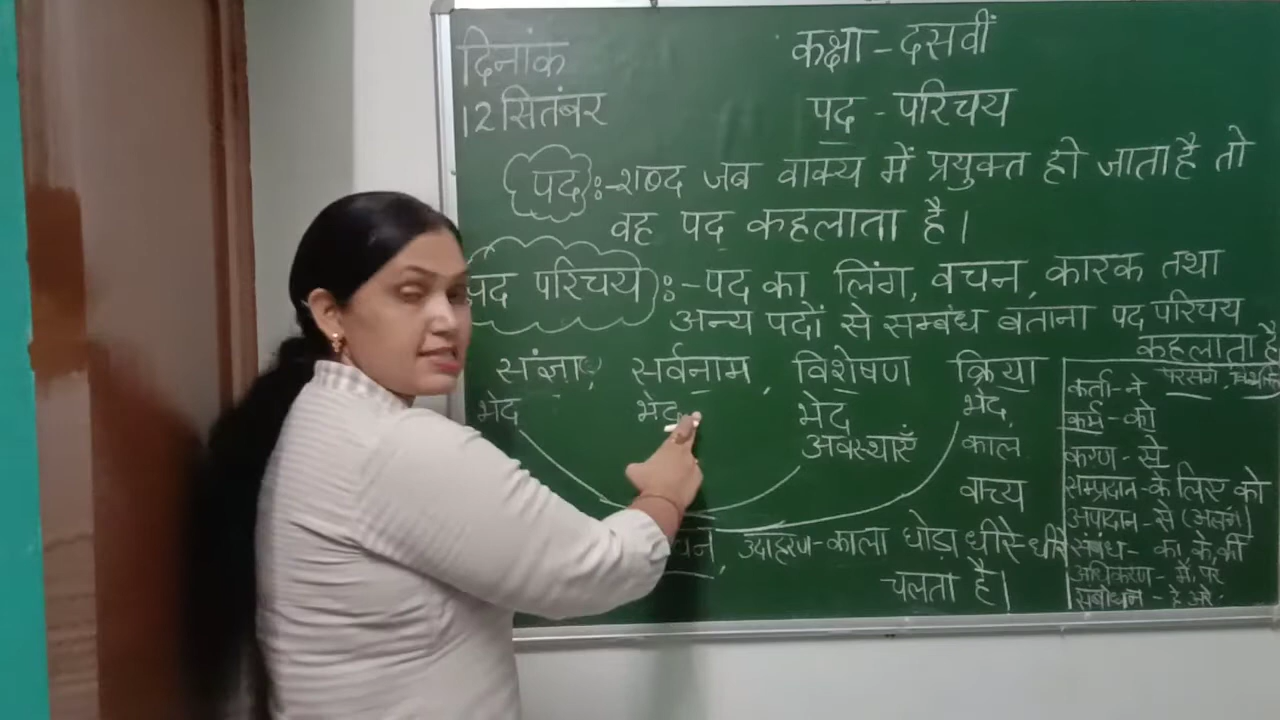 दिनांक
12 सितंबर
कक्षा - दसवीं
पद - परिचय
पद :- शब्द जब वाक्य में प्रयुक्त हो जाता है तो
वह पद कहलाता है।
पद परिचय :- पद का लिंग, वचन, कारक तथा
अन्य पदों से सम्बंध बताना पद परिचय
कहलाता है
संज्ञा, सर्वनाम, विशेषण क्रिया
भेद भेद भेद भेद,
अवस्थाएँ काल
वाच्य
उदाहरण - काला घोडा धीरे-धीरे
चलता है।
परसर्ग,
कर्ता - ने
कर्म - को
करण - से
सम्प्रदान - के लिए को
अपादान - से (अलग)
संबंध - का, के, की
अधिकरण - में, पर
संबोधन - हे, अरे